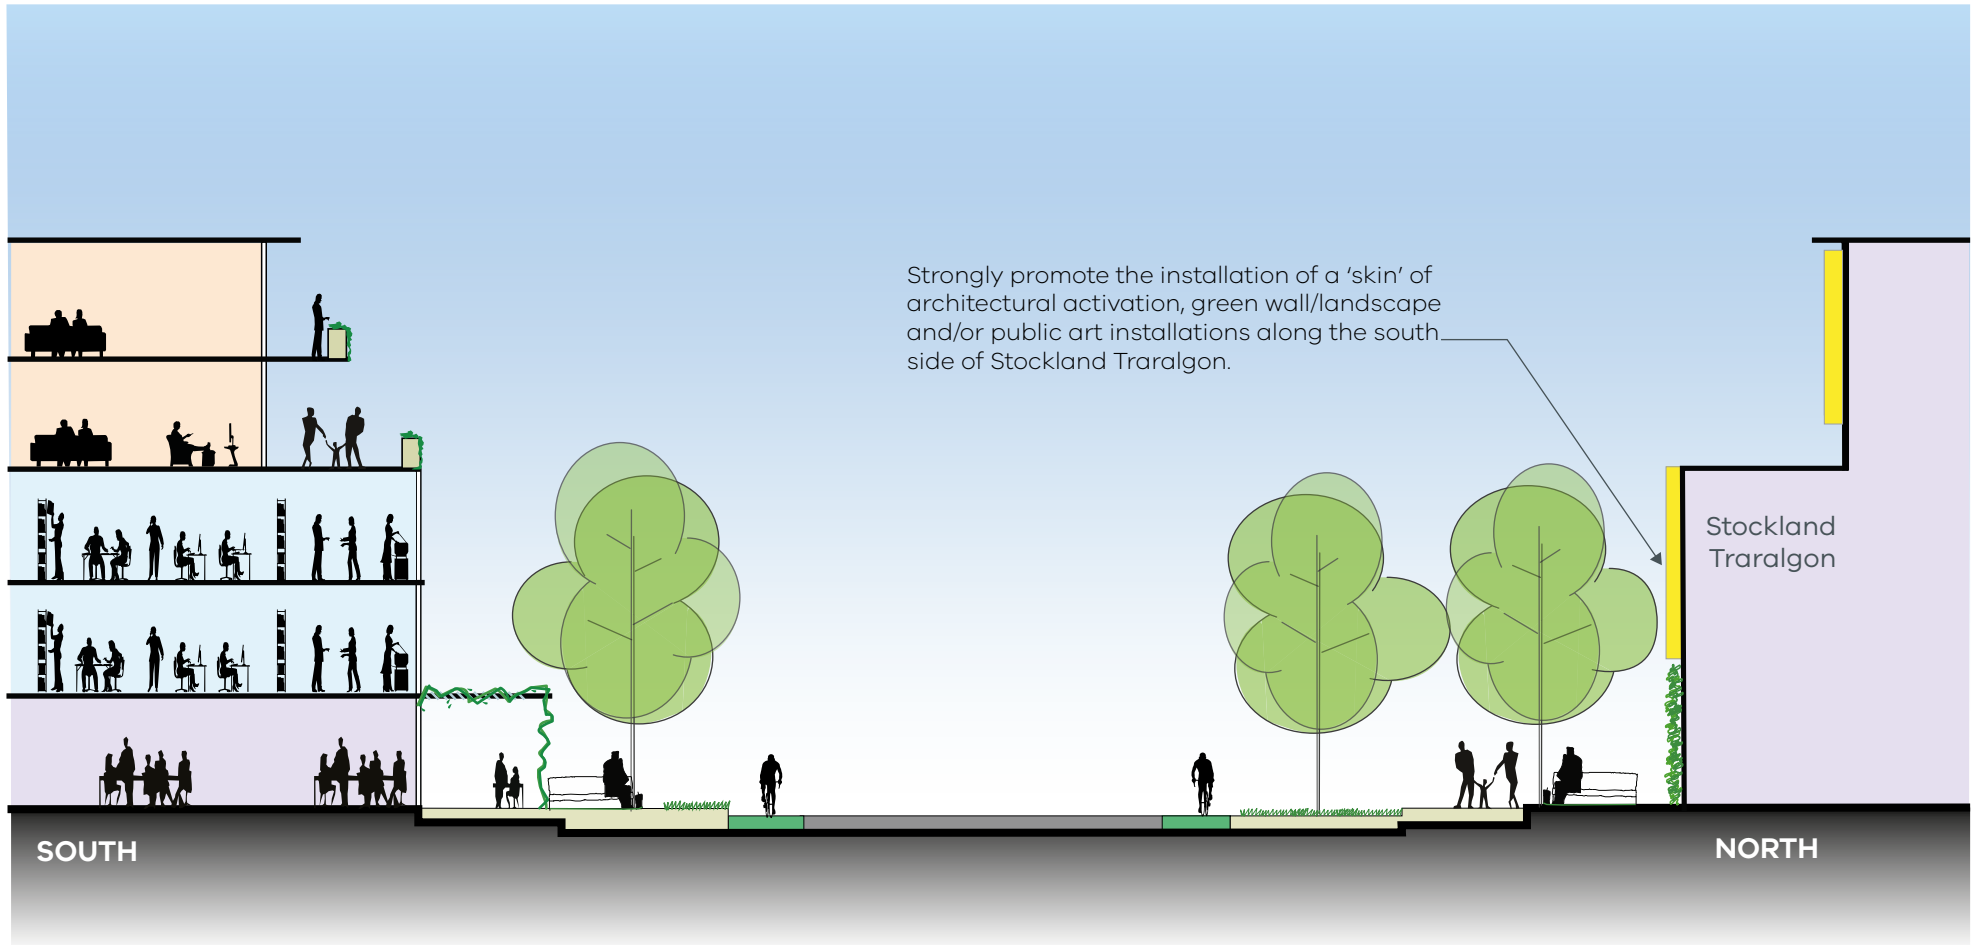 Strongly promote the installation of a ‘skin’ of
architectural activation, green wall/landscape
and/or public art installations along the south
side of Stockland Traralgon.
Stockland
Traralgon
SOUTH
NORTH